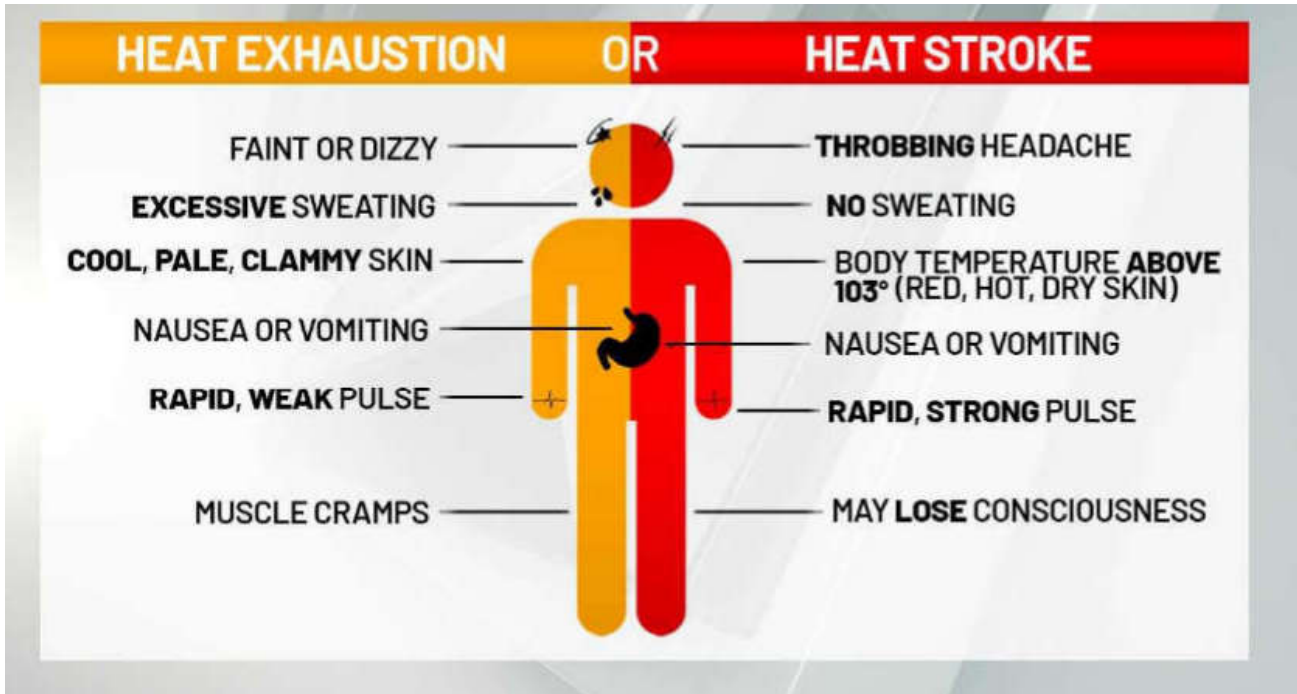 HEAT EXHAUSTION OR HEAT STROKE
FAINT OR DIZZY
EXCESSIVE SWEATING
COOL, PALE, CLAMMY SKIN
NAUSEA OR VOMITING
RAPID, WEAK PULSE
MUSCLE CRAMPS
THROBBING HEADACHE
NO SWEATING
BODY TEMPERATURE ABOVE
103° (RED, HOT, DRY SKIN)
NAUSEA OR VOMITING
RAPID, STRONG PULSE
MAY LOSE CONSCIOUSNESS